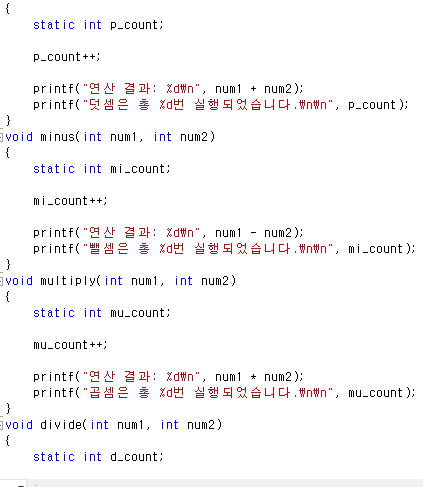 {
static int p_count;
p_count++;
printf("연산 결과: %d₩n", num1 + num2);
printf("덧셈은 총 %d번 실행되었습니다.₩n₩n", p_count);
}
void minus(int num1, int num2)
{
static int mi_count;
mi_count++;
printf("연산 결과: %d₩n", num1 - num2);
printf("뺄셈은 총 %d번 실행되었습니다.₩n₩n", mi_count);
}
void multiply(int num1, int num2)
{
static int mu_count;
mu_count++;
printf("연산 결과: %d₩n", num1 * num2);
printf("곱셈은 총 %d번 실행되었습니다.₩n₩n", mu_count);
}
void divide(int num1, int num2)
{
static int d_count;